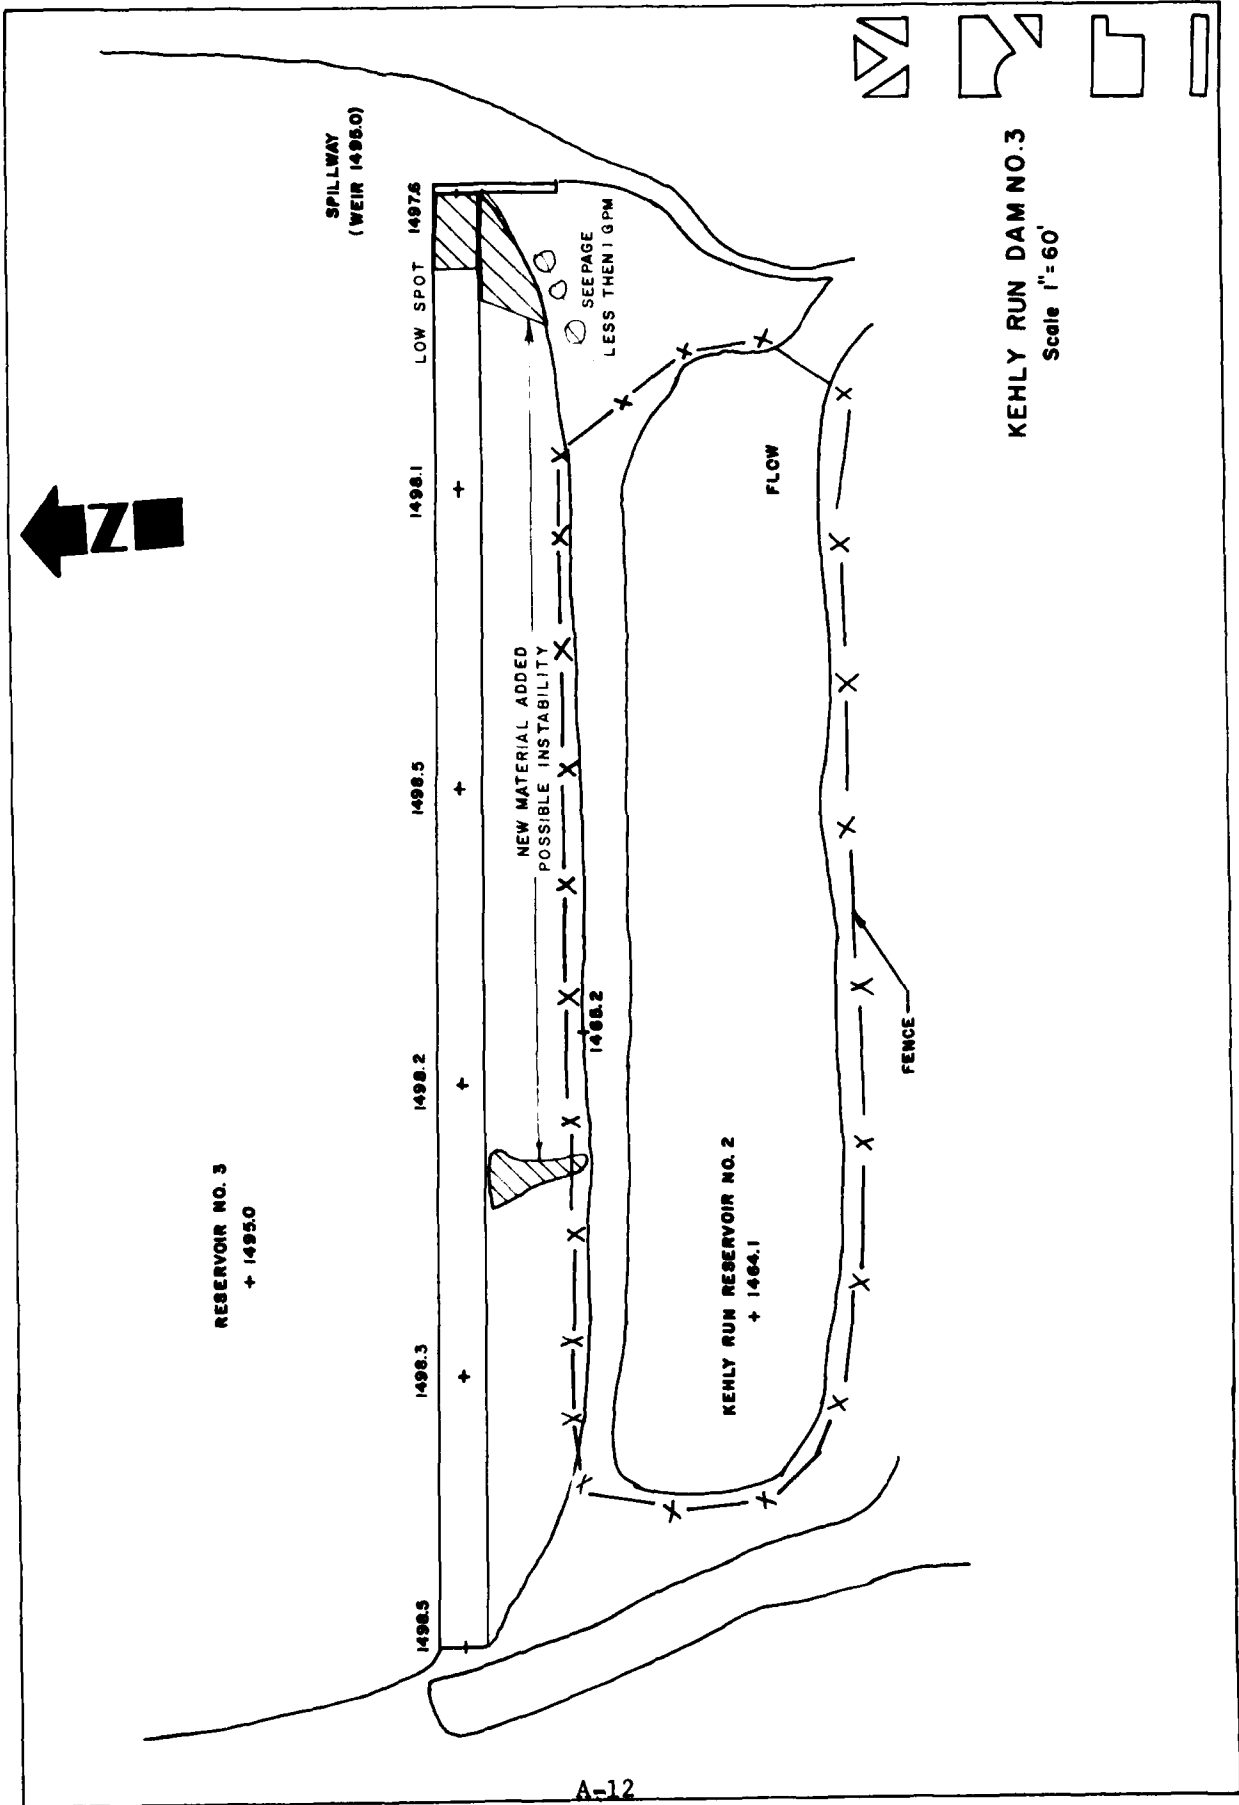 SPILLWAY
(WEIR 1495.0)
1497.6
LOW SPOT
1498.1
1498.5
1498.2
1498.3
1498.5
SEEPAGE
LESS THEN 1 GPM
NEW MATERIAL ADDED
POSSIBLE INSTABILITY
N
RESERVOIR NO. 3
+ 1495.0
1468.2
FLOW
FENCE
KEHLY RUN RESERVOIR NO. 2
+ 1464.1
KEHLY RUN DAM NO.3
Scale 1"=60'
A-12